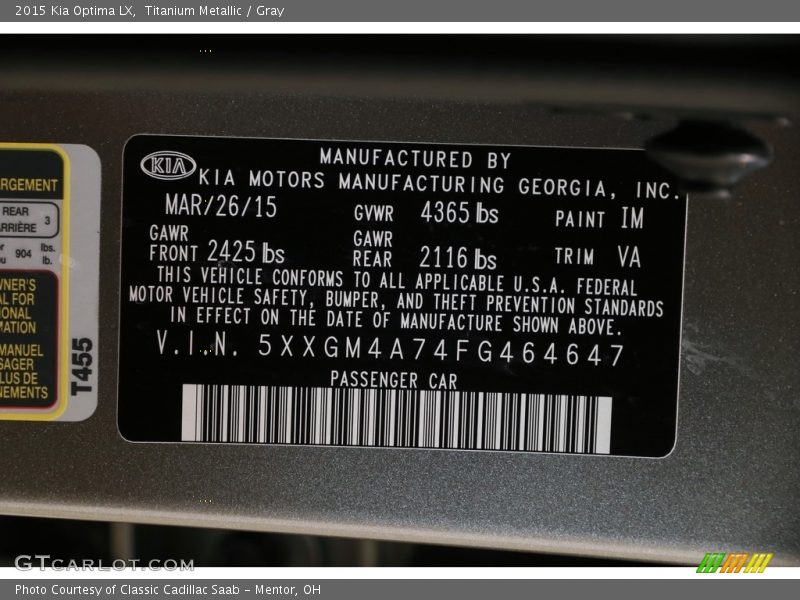 2015 Kia Optima LX, Titanium Metallic / Gray
RGEMENT
REAR
ARRIÈRE 3
904 lbs.
lb.
WNER'S
AL FOR
IONAL
MATION
MANUEL
SAGER
LUS DE
NEMENTS
T455
KIA
MANUFACTURED BY
KIA MOTORS MANUFACTURING GEORGIA, INC.
MAR/26/15 GVWR 4365 lbs PAINT IM
GAWR FRONT 2425 lbs GAWR REAR 2116 lbs TRIM VA
THIS VEHICLE CONFORMS TO ALL APPLICABLE U.S.A. FEDERAL
MOTOR VEHICLE SAFETY, BUMPER, AND THEFT PREVENTION STANDARDS
IN EFFECT ON THE DATE OF MANUFACTURE SHOWN ABOVE.
V.I.N. 5XXGM4A74FG464647
PASSENGER CAR
GTCARLOT.COM
Photo Courtesy of Classic Cadillac Saab - Mentor, OH